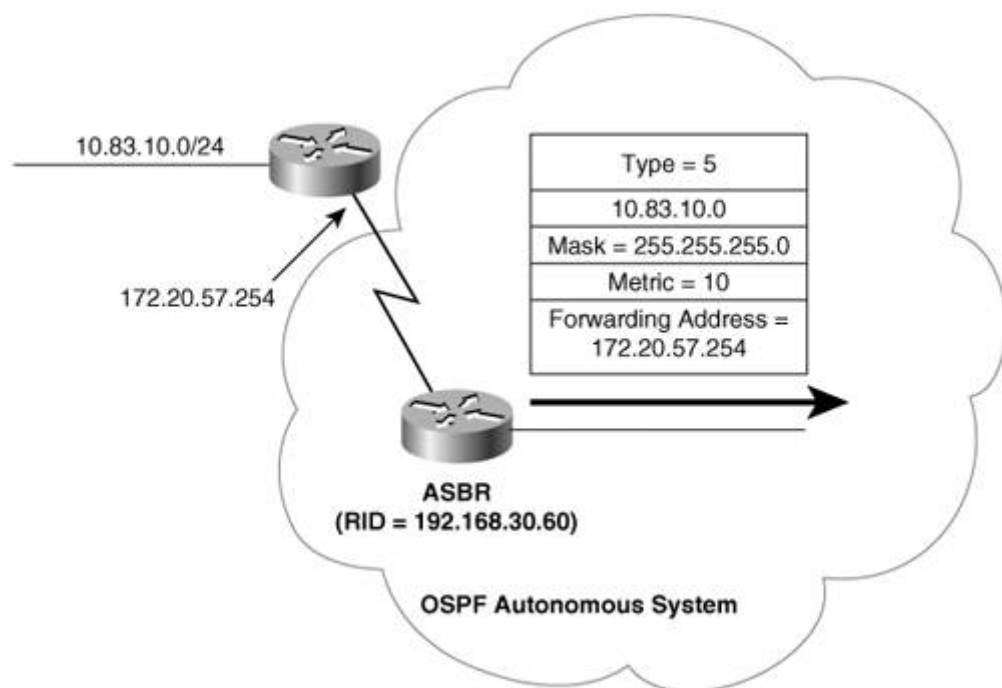 10.83.10.0/24
172.20.57.254
Type = 5
10.83.10.0
Mask = 255.255.255.0
Metric = 10
Forwarding Address =
172.20.57.254
ASBR
(RID = 192.168.30.60)
OSPF Autonomous System